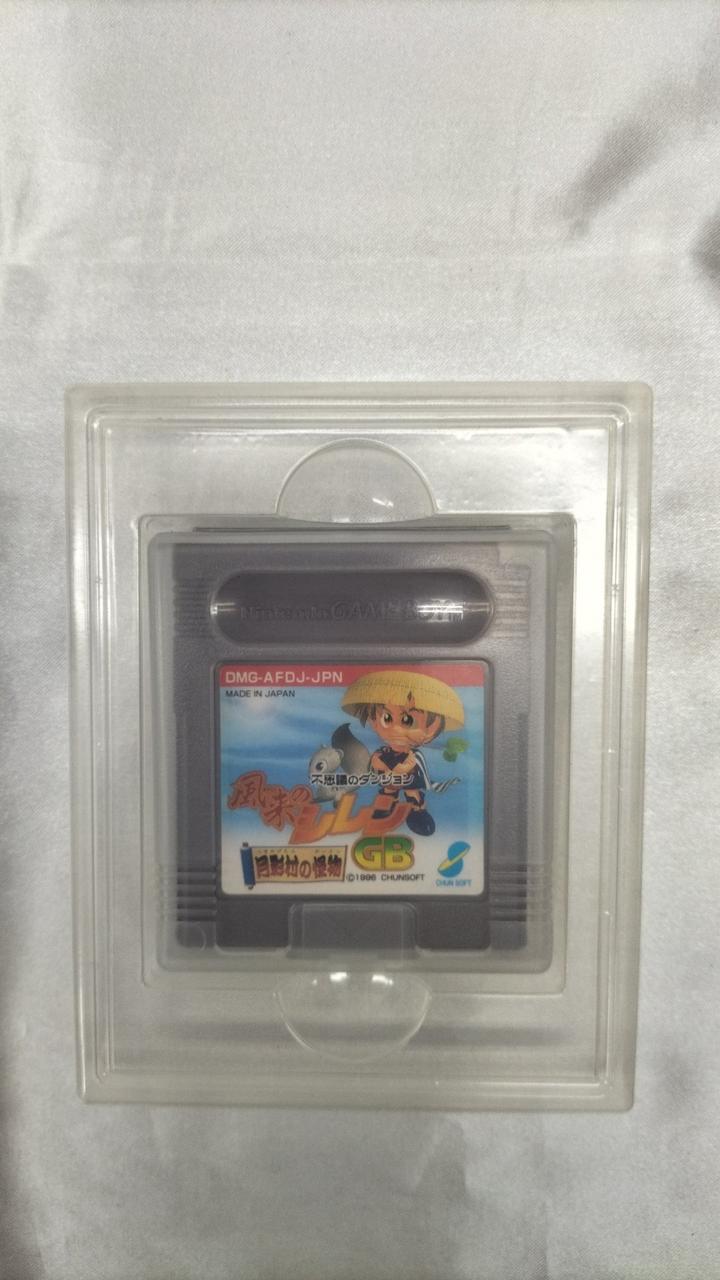 Nintendo GAME BOY TM
DMG-AFDJ-JPN
MADE IN JAPAN
不思議のダンジョン
風来のシレン
GB
月影村の怪物
©1996 CHUNSOFT
CHUN SOFT